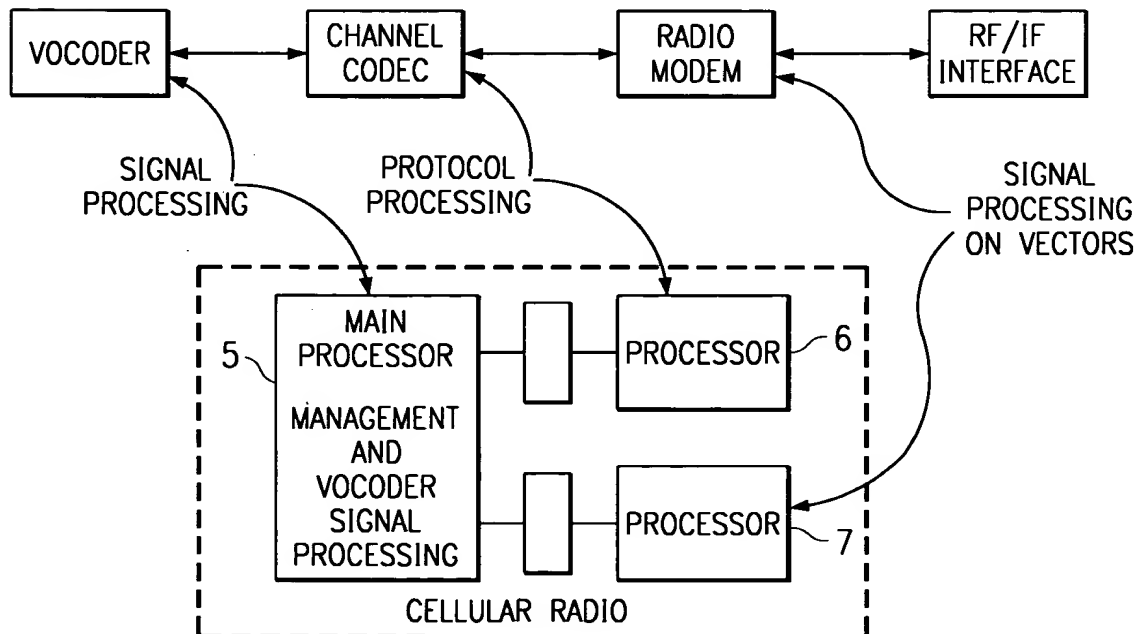 VOCODER
CHANNEL
CODEC
RADIO
MODEM
RF/IF
INTERFACE
SIGNAL
PROCESSING
PROTOCOL
PROCESSING
SIGNAL
PROCESSING
ON VECTORS
5
MAIN
PROCESSOR
MANAGEMENT
AND
VOCODER
SIGNAL
PROCESSING
PROCESSOR
6
PROCESSOR
7
CELLULAR RADIO